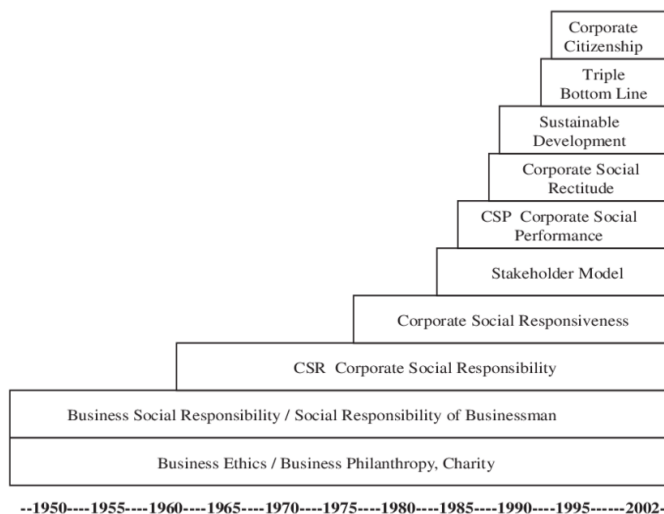 Corporate
Citizenship
Triple
Bottom Line
Sustainable
Development
Corporate Social
Rectitude
CSP Corporate Social
Performance
Stakeholder Model
Corporate Social Responsiveness
CSR Corporate Social Responsibility
Business Social Responsibility / Social Responsibility of Businessman
Business Ethics / Business Philanthropy, Charity
--1950----1955----1960----1965----1970----1975----1980----1985----1990----1995------2002-